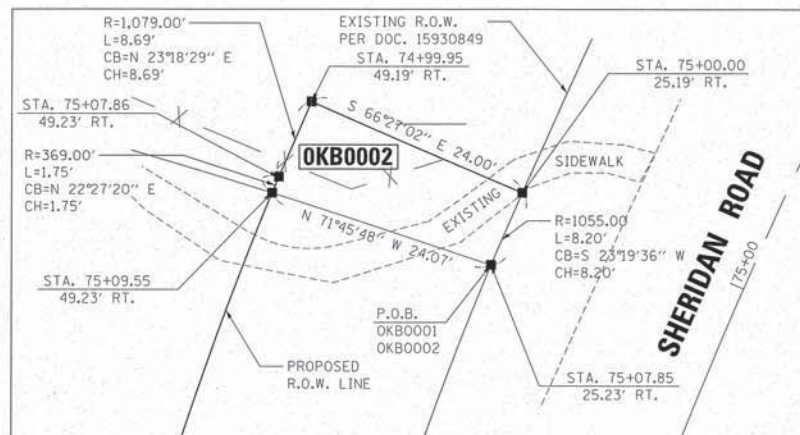 R=1,079.00'
L=8.69'
CB=N 23°18'29" E
CH=8.69'
EXISTING R.O.W.
PER DOC. 15930849
STA. 74+99.95
49.19' RT.
STA. 75+00.00
25.19' RT.
STA. 75+07.86
49.23' RT.
S 66°27'02" E 24.00'
0KB0002
R=369.00'
L=1.75'
CB=N 22°27'20" E
CH=1.75'
SIDEWALK
EXISTING
N 71°45'48" W 24.07'
R=1055.00
L=8.20'
CB=S 23°19'36" W
CH=8.20'
SHERIDAN ROAD
175+00
STA. 75+09.55
49.23' RT.
P.O.B.
0KB0001
0KB0002
PROPOSED
R.O.W. LINE
STA. 75+07.85
25.23' RT.